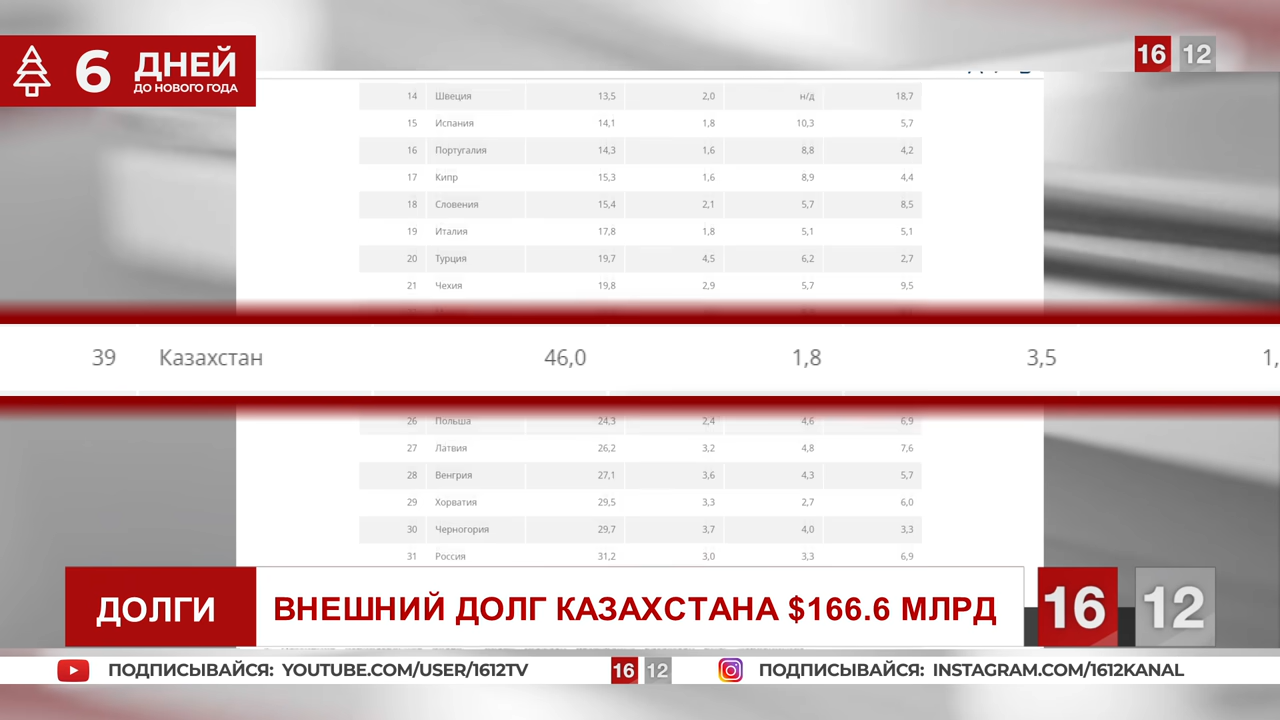 6 ДНЕЙ
ДО НОВОГО ГОДА
16 12
14 Швеция 13,5 2,0 н/д 18,7
15 Испания 14,1 1,8 10,3 5,7
16 Португалия 14,3 1,6 8,8 4,2
17 Кипр 15,3 1,6 8,9 4,4
18 Словения 15,4 2,1 5,7 8,5
19 Италия 17,8 1,8 5,1 5,1
20 Турция 19,7 4,5 6,2 2,7
21 Чехия 19,8 2,9 5,7 9,5
39 Казахстан 46,0 1,8 3,5 1,
26 Польша 24,3 2,4 4,6 6,9
27 Латвия 26,2 3,2 4,8 7,6
28 Венгрия 27,1 3,6 4,3 5,7
29 Хорватия 29,5 3,3 2,7 6,0
30 Черногория 29,7 3,7 4,0 3,3
31 Россия 31,2 3,0 3,3 6,9
ДОЛГИ ВНЕШНИЙ ДОЛГ КАЗАХСТАНА $166.6 МЛРД 16 12
ПОДПИСЫВАЙСЯ: YOUTUBE.COM/USER/1612TV 16 12 ПОДПИСЫВАЙСЯ: INSTAGRAM.COM/1612KANAL